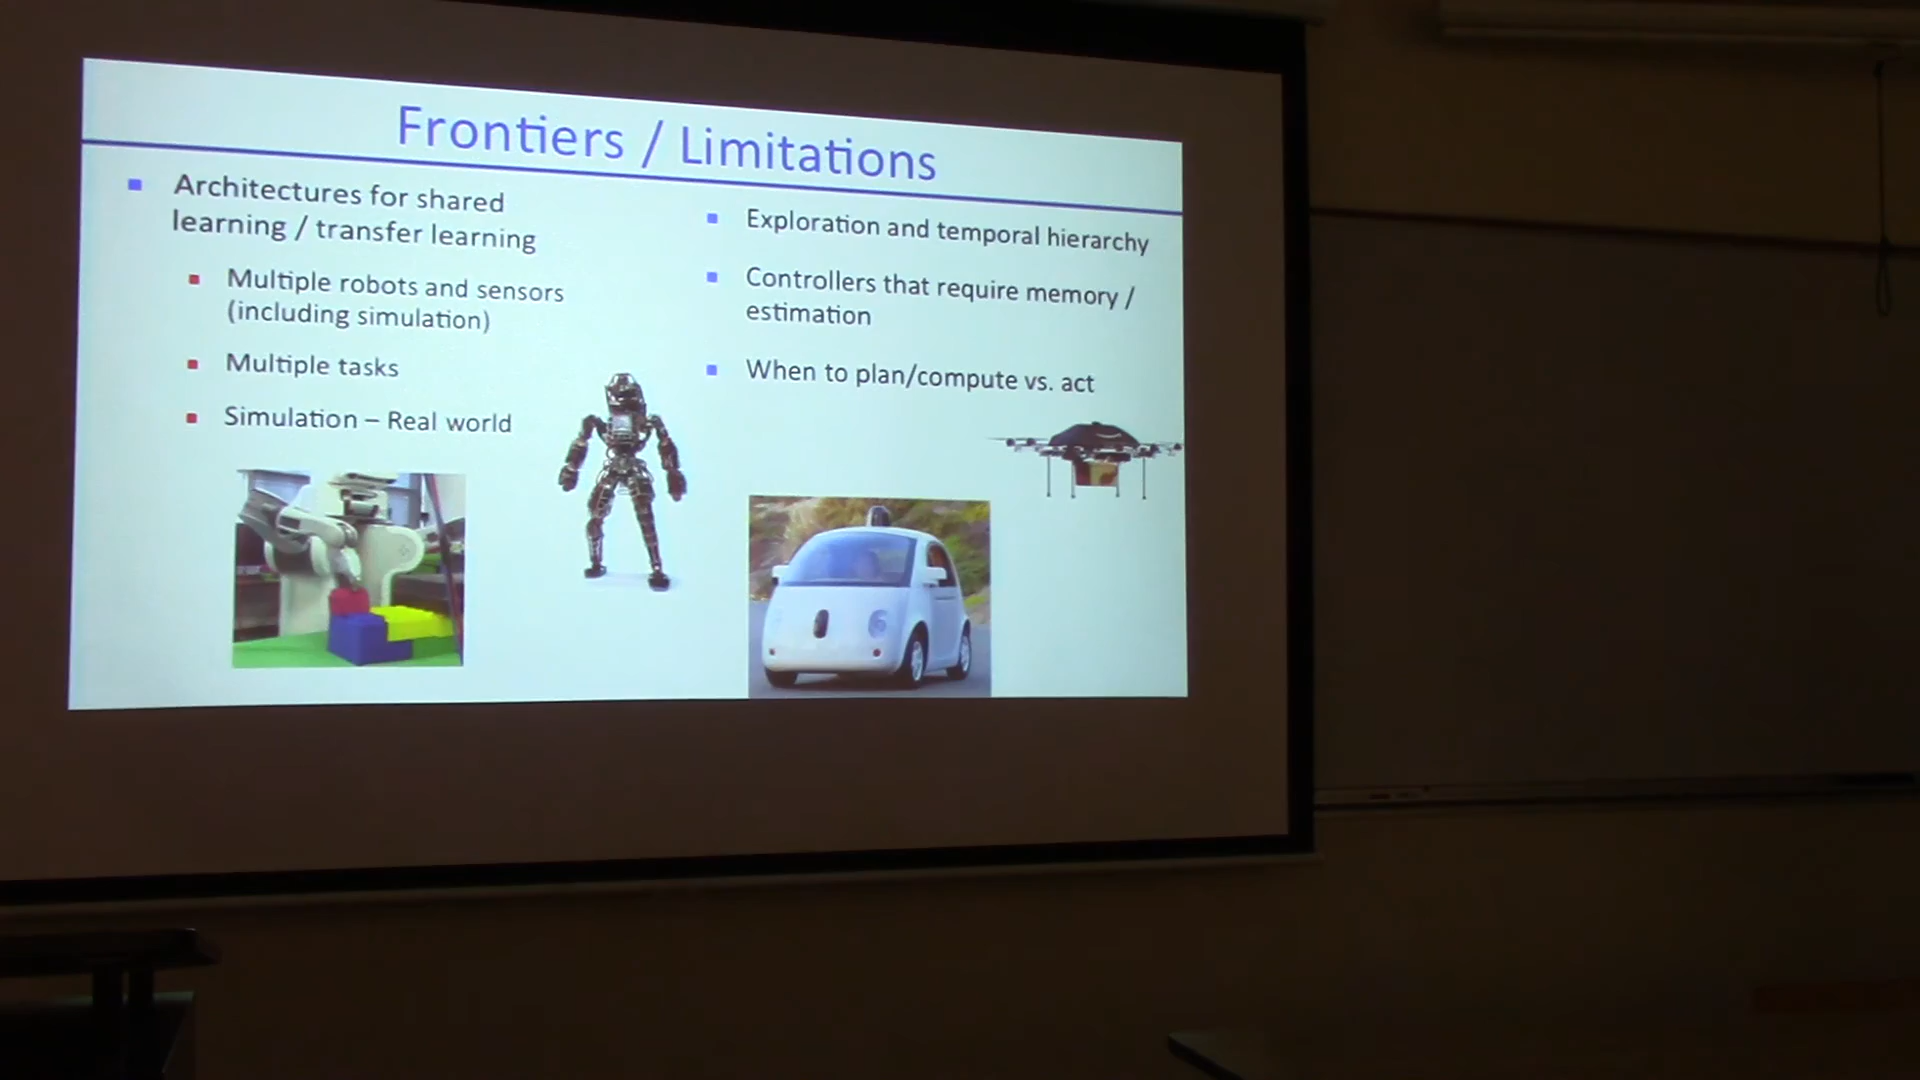 Frontiers / Limitations
Architectures for shared
learning / transfer learning
Multiple robots and sensors
(including simulation)
Multiple tasks
Simulation – Real world
Exploration and temporal hierarchy
Controllers that require memory /
estimation
When to plan/compute vs. act